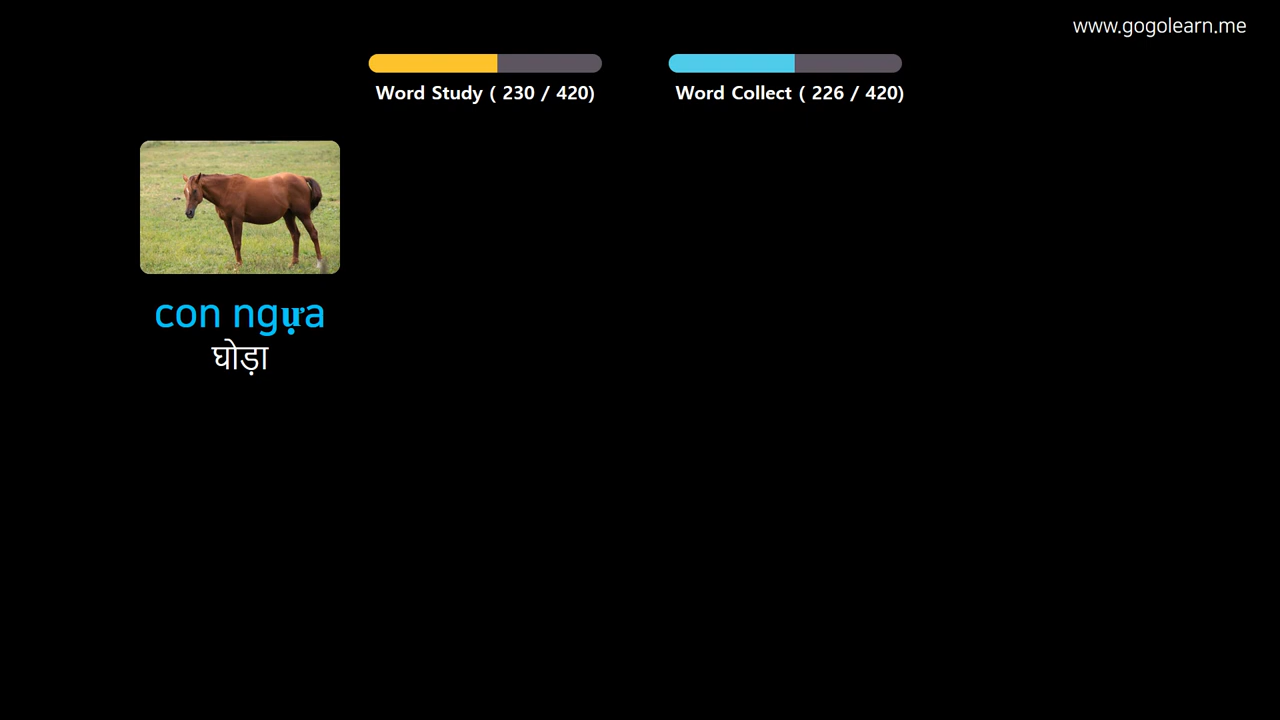 www.gogolearn.me
Word Study ( 230 / 420)
Word Collect ( 226 / 420)
con ngựa
घोड़ा